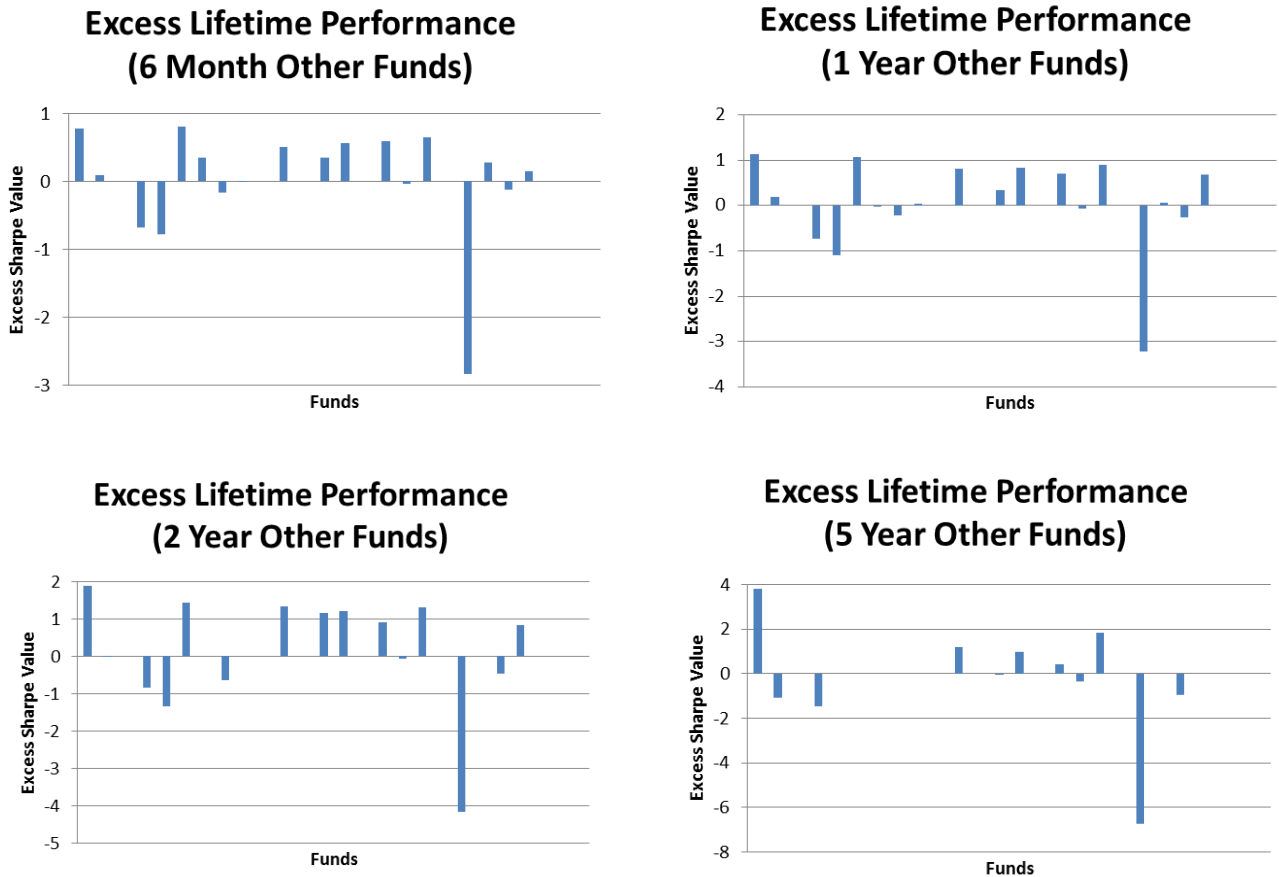 Excess Lifetime Performance
(6 Month Other Funds)
1
0
-1
-2
-3
Excess Sharpe Value
Funds
Excess Lifetime Performance
(1 Year Other Funds)
2
1
0
-1
-2
-3
-4
Excess Sharpe Value
Funds
Excess Lifetime Performance
(2 Year Other Funds)
2
1
0
-1
-2
-3
-4
-5
Excess Sharpe Value
Funds
Excess Lifetime Performance
(5 Year Other Funds)
4
2
0
-2
-4
-6
-8
Excess Sharpe Value
Funds